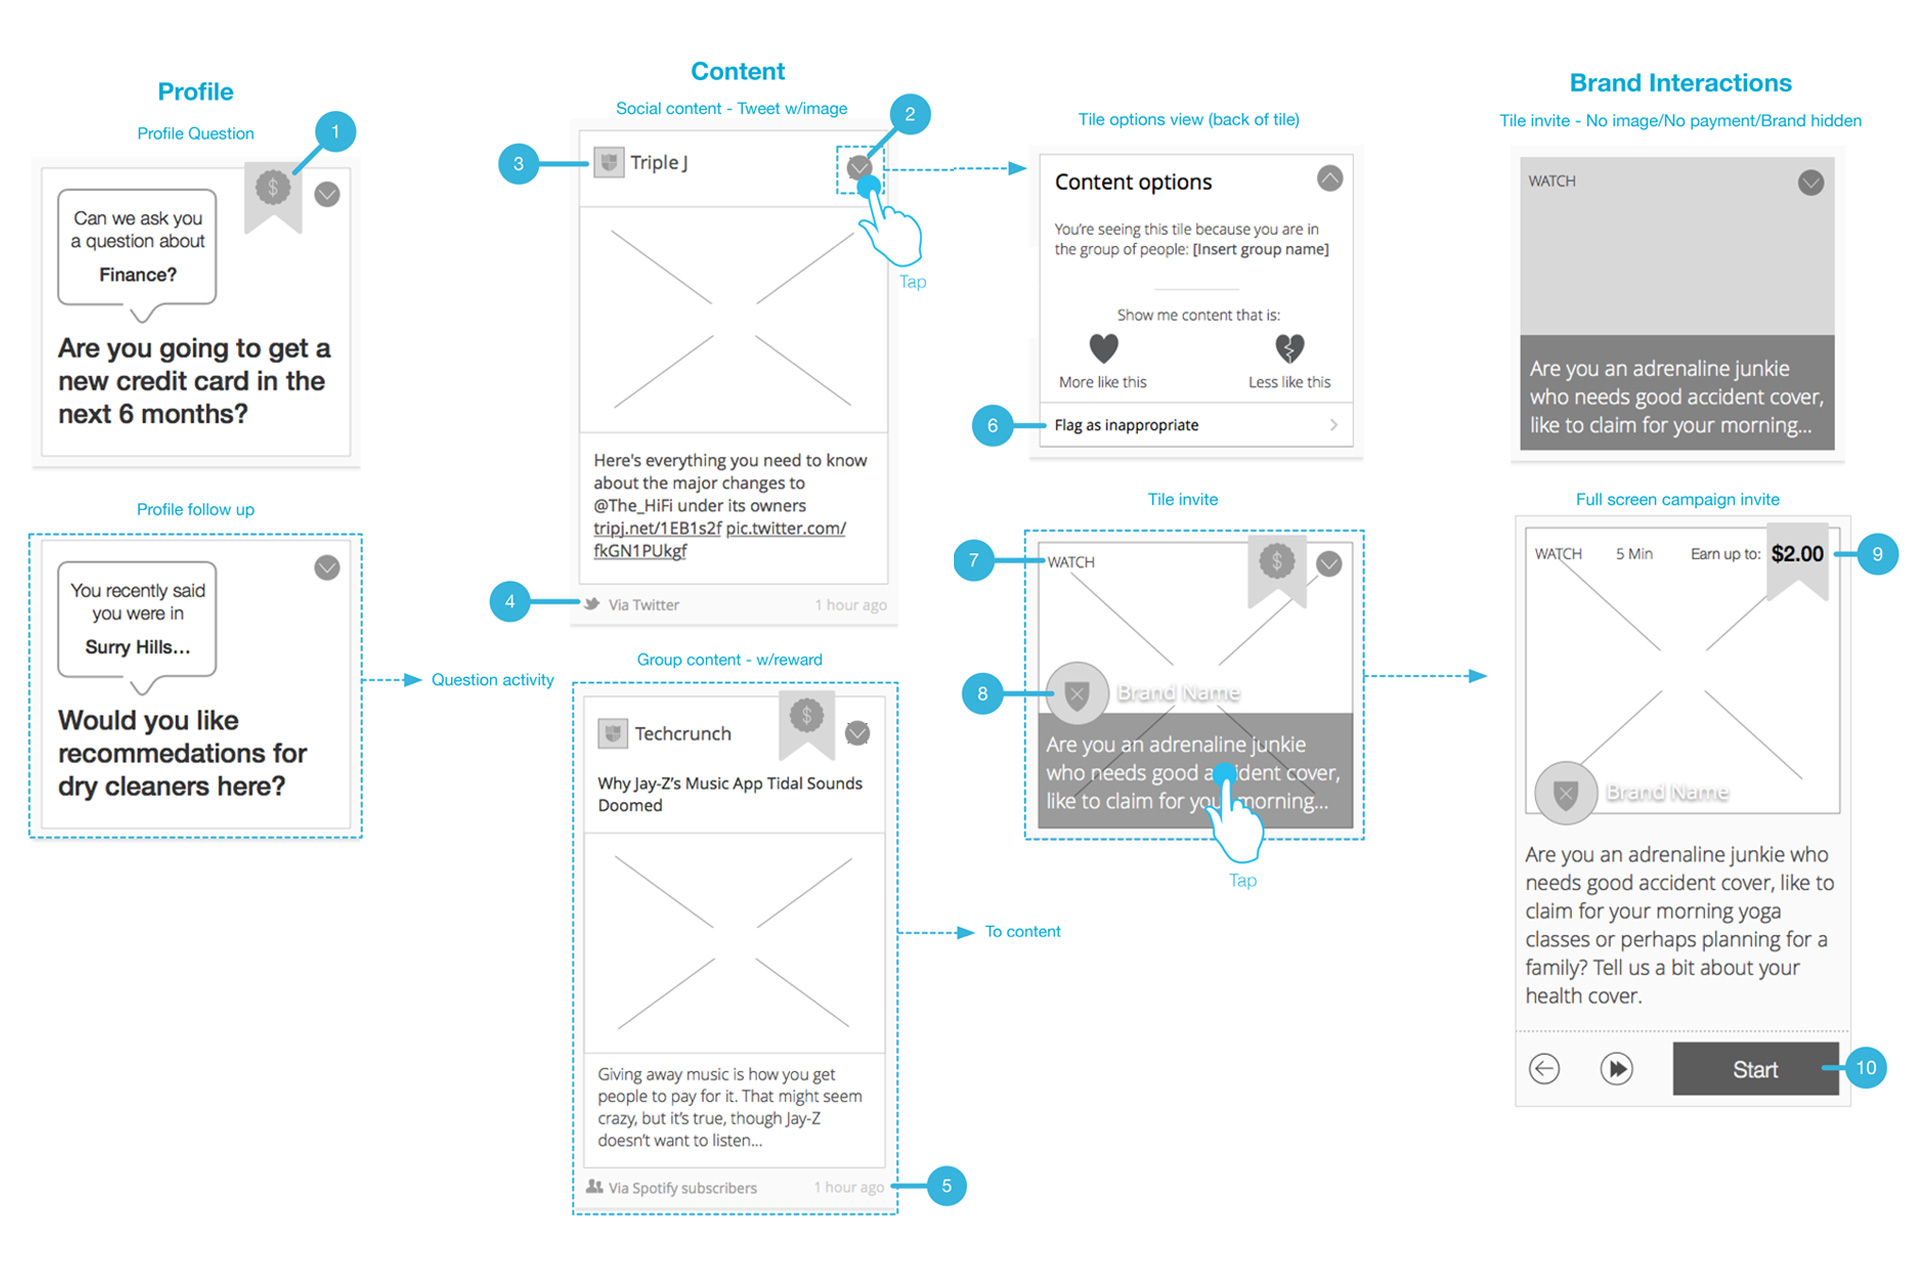 Profile
Profile Question
1
$
Can we ask you
a question about
Finance?
Are you going to get a
new credit card in the
next 6 months?
Profile follow up
You recently said
you were in
Surry Hills...
Would you like
recommedations for
dry cleaners here?
Question activity
Content
Social content - Tweet w/image
2
3
Triple J
Tap
Here's everything you need to know
about the major changes to
@The_HiFi under its owners
tripj.net/1EB1s2f pic.twitter.com/
fkGN1PUkgf
4
Via Twitter
1 hour ago
Group content - w/reward
Techcrunch
$
Why Jay-Z's Music App Tidal Sounds
Doomed
Giving away music is how you get
people to pay for it. That might seem
crazy, but it's true, though Jay-Z
doesn't want to listen...
Via Spotify subscribers
1 hour ago
5
To content
Tile options view (back of tile)
Content options
You're seeing this tile because you are in
the group of people: [Insert group name]
Show me content that is:
More like this
Less like this
6
Flag as inappropriate
Tile invite
7
WATCH
$
8
Brand Name
Are you an adrenaline junkie
who needs good accident cover,
like to claim for your morning...
Tap
Brand Interactions
Tile invite - No image/No payment/Brand hidden
WATCH
Are you an adrenaline junkie
who needs good accident cover,
like to claim for your morning...
Full screen campaign invite
WATCH
5 Min
Earn up to:
$2.00
9
Brand Name
Are you an adrenaline junkie who
needs good accident cover, like to
claim for your morning yoga
classes or perhaps planning for a
family? Tell us a bit about your
health cover.
Start
10